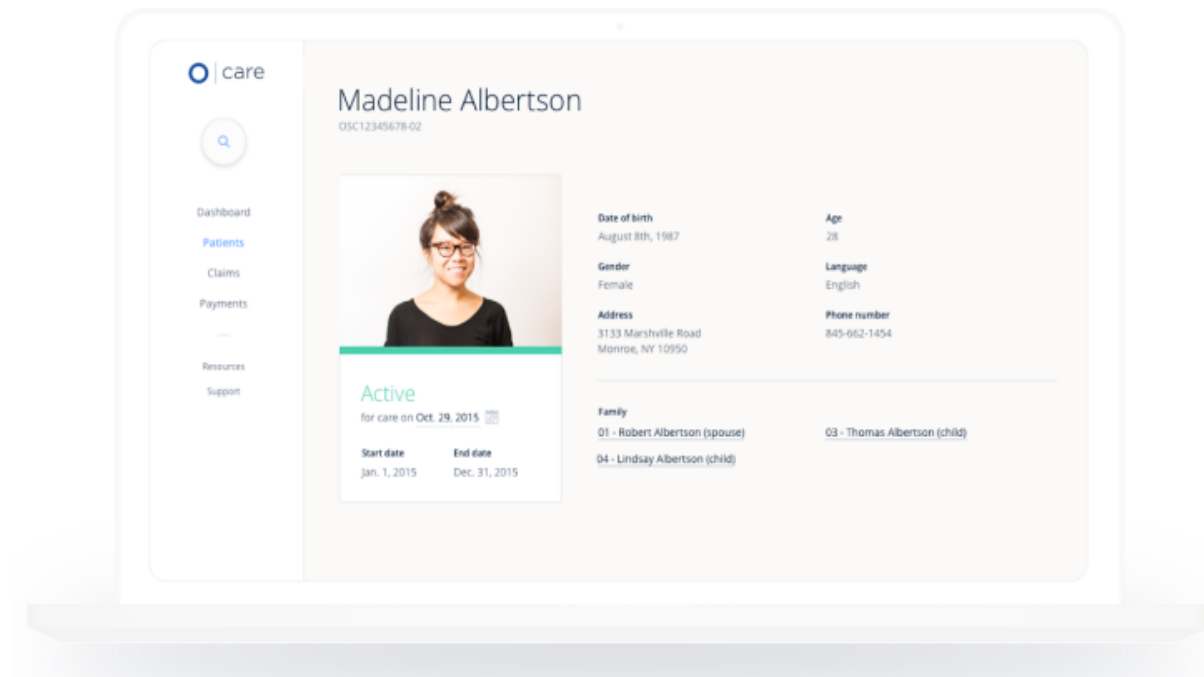 care
Madeline Albertson
OSC12345678-02
Dashboard
Patients
Claims
Payments
Resources
Support
Active
for care on Oct. 29, 2015
Start date End date
Jan. 1, 2015 Dec. 31, 2015
Date of birth Age
August 8th, 1987 28
Gender Language
Female English
Address Phone number
3133 Marshville Road 845-662-1454
Monroe, NY 10950
Family
01 - Robert Albertson (spouse) 03 - Thomas Albertson (child)
04 - Lindsay Albertson (child)